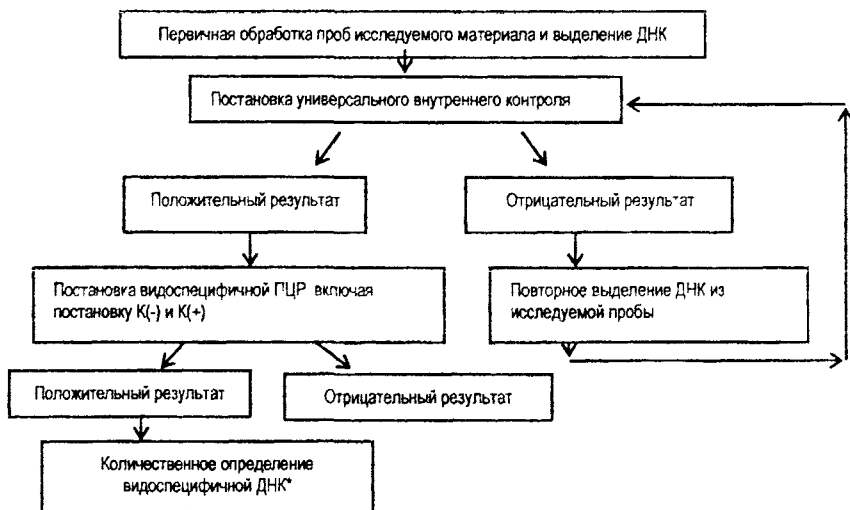 Первичная обработка проб исследуемого материала и выделение ДНК
Постановка универсального внутреннего контроля
Положительный результат
Отрицательный результат
Постановка видоспецифичной ПЦР включая
постановку К(-) и К(+)
Повторное выделение ДНК из
исследуемой пробы
Положительный результат
Отрицательный результат
Количественное определение
видоспецифичной ДНК*